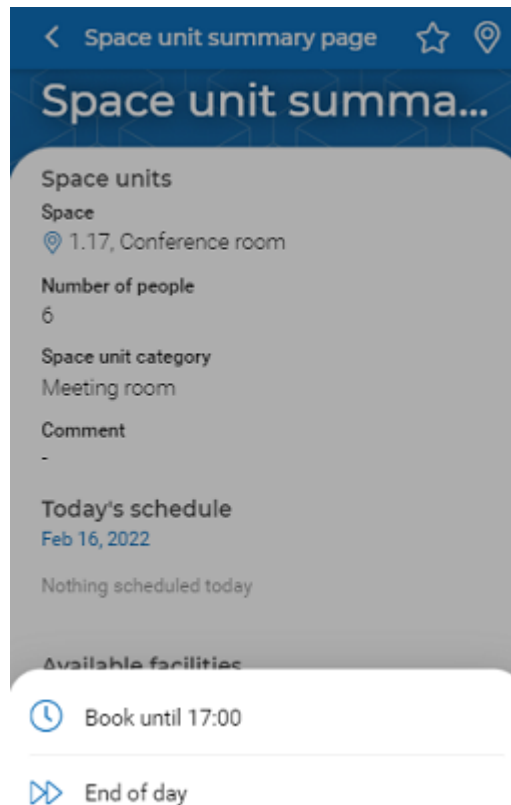 Space unit summary page
Space unit summa...
Space units
Space
1.17, Conference room
Number of people
6
Space unit category
Meeting room
Comment
-
Today's schedule
Feb 16, 2022
Nothing scheduled today
Available facilities
Book until 17:00
End of day